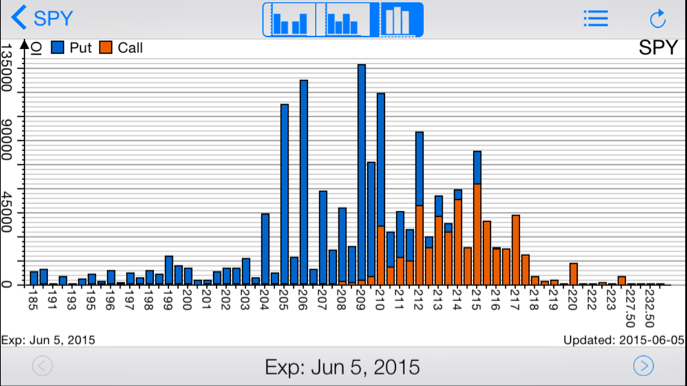 SPY
OI Put Call SPY
135000
90000
45000
0
185 191 193 195 196 197 198 199 200 201 202 203 204 205 206 207 208 209 210 211 212 213 214 215 216 217 218 219 220 222 223 227.50 232.50
Exp: Jun 5, 2015 Updated: 2015-06-05
Exp: Jun 5, 2015